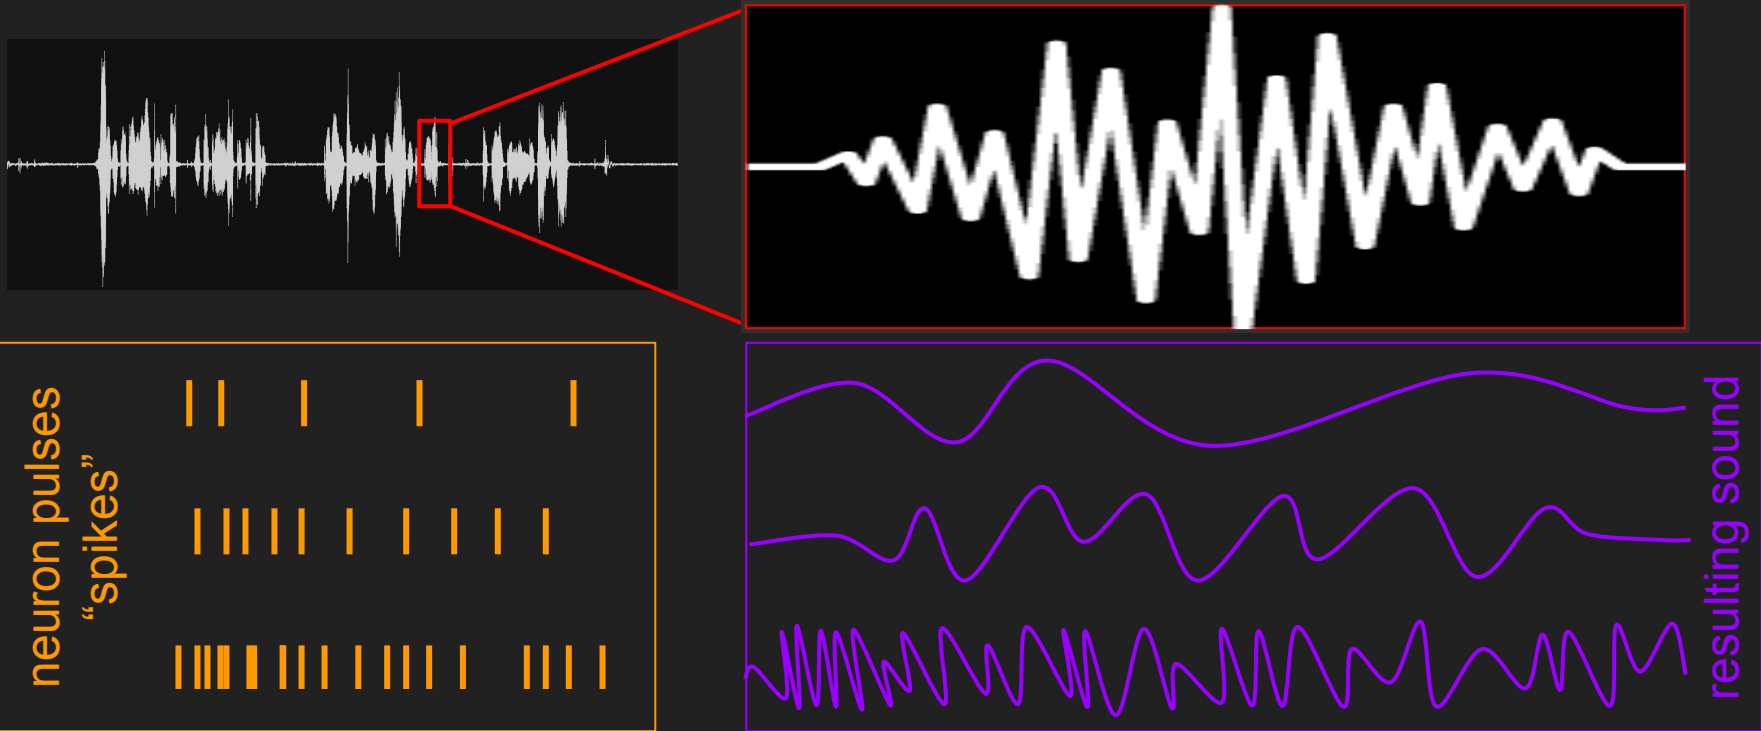 neuron pulses
“spikes”
resulting sound